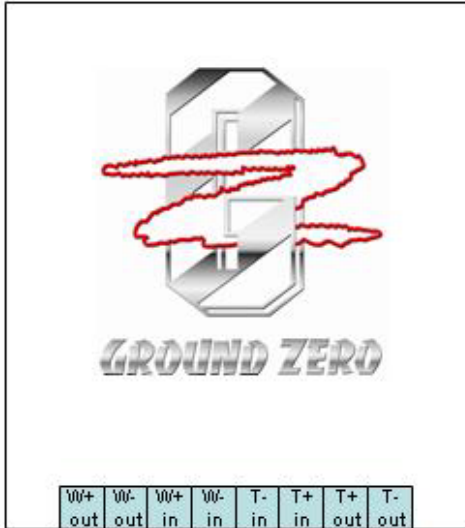 GROUND ZERO
W+ W- W+ W- T- T+ T+ T-
out out in in in in out out